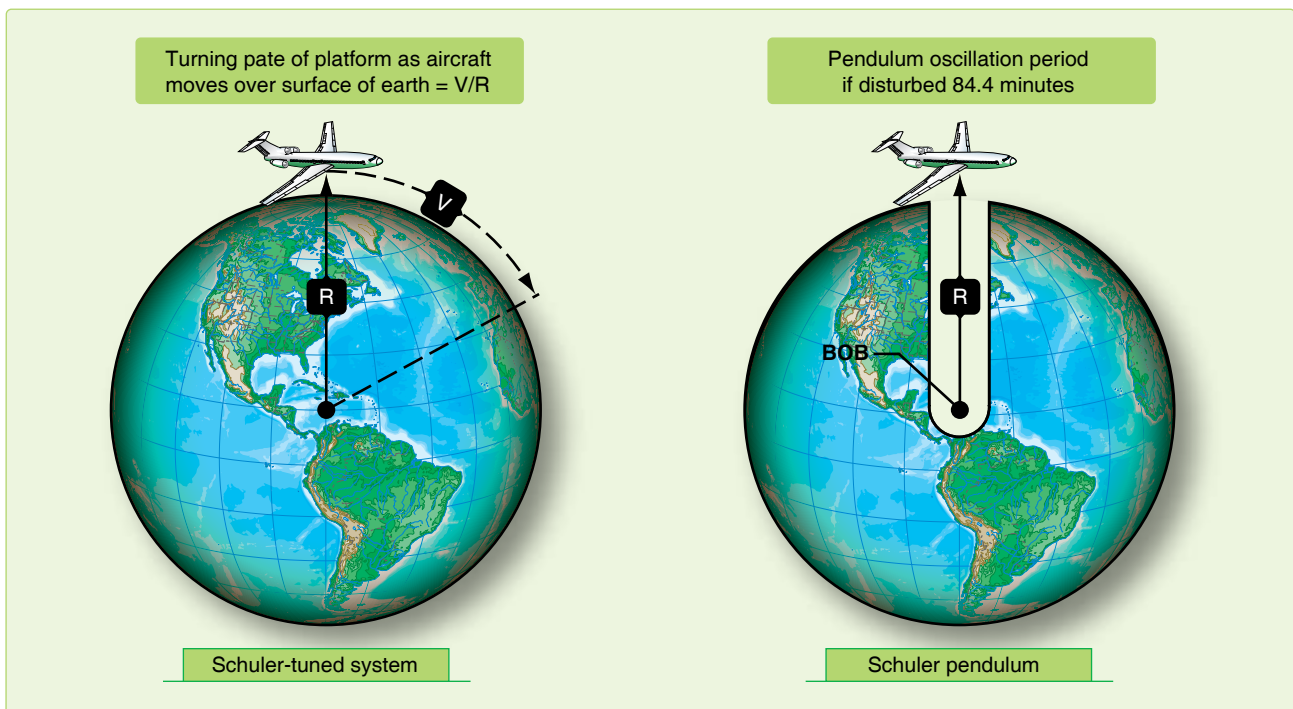 Turning pate of platform as aircraft
moves over surface of earth = V/R
V
R
Schuler-tuned system
Pendulum oscillation period
if disturbed 84.4 minutes
R
BOB
Schuler pendulum